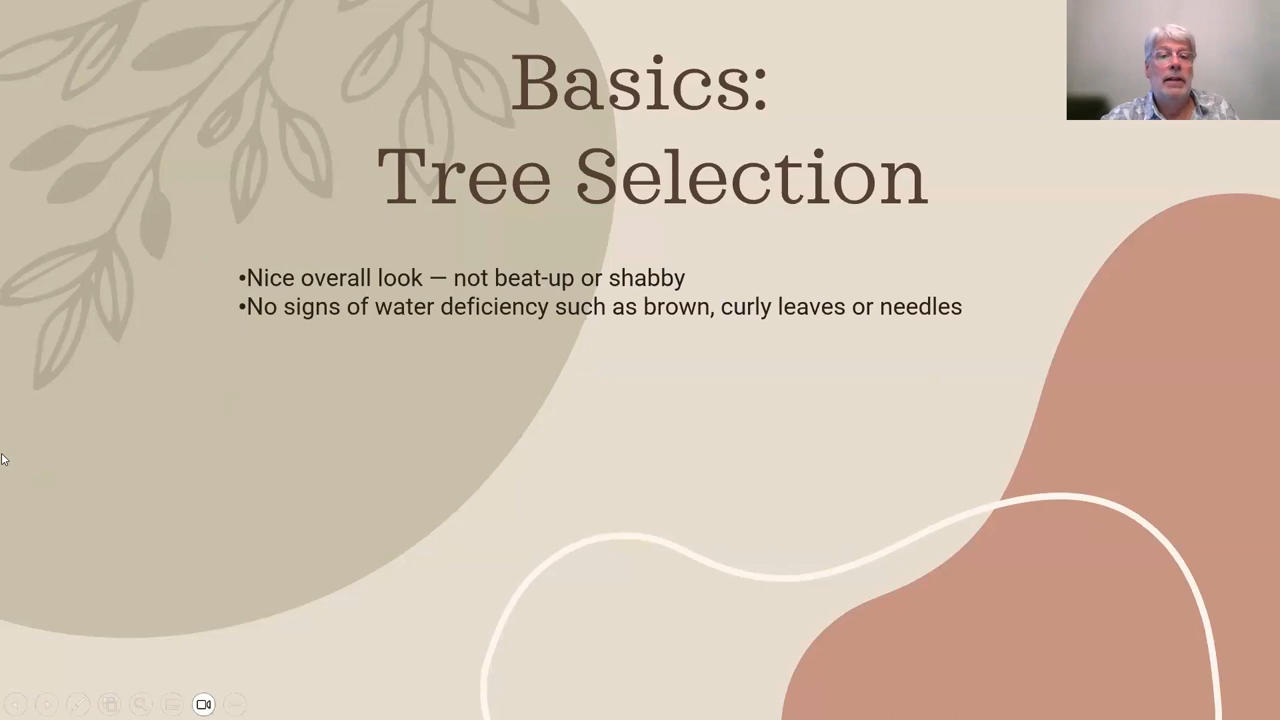 Basics:
Tree Selection
•Nice overall look — not beat-up or shabby
•No signs of water deficiency such as brown, curly leaves or needles